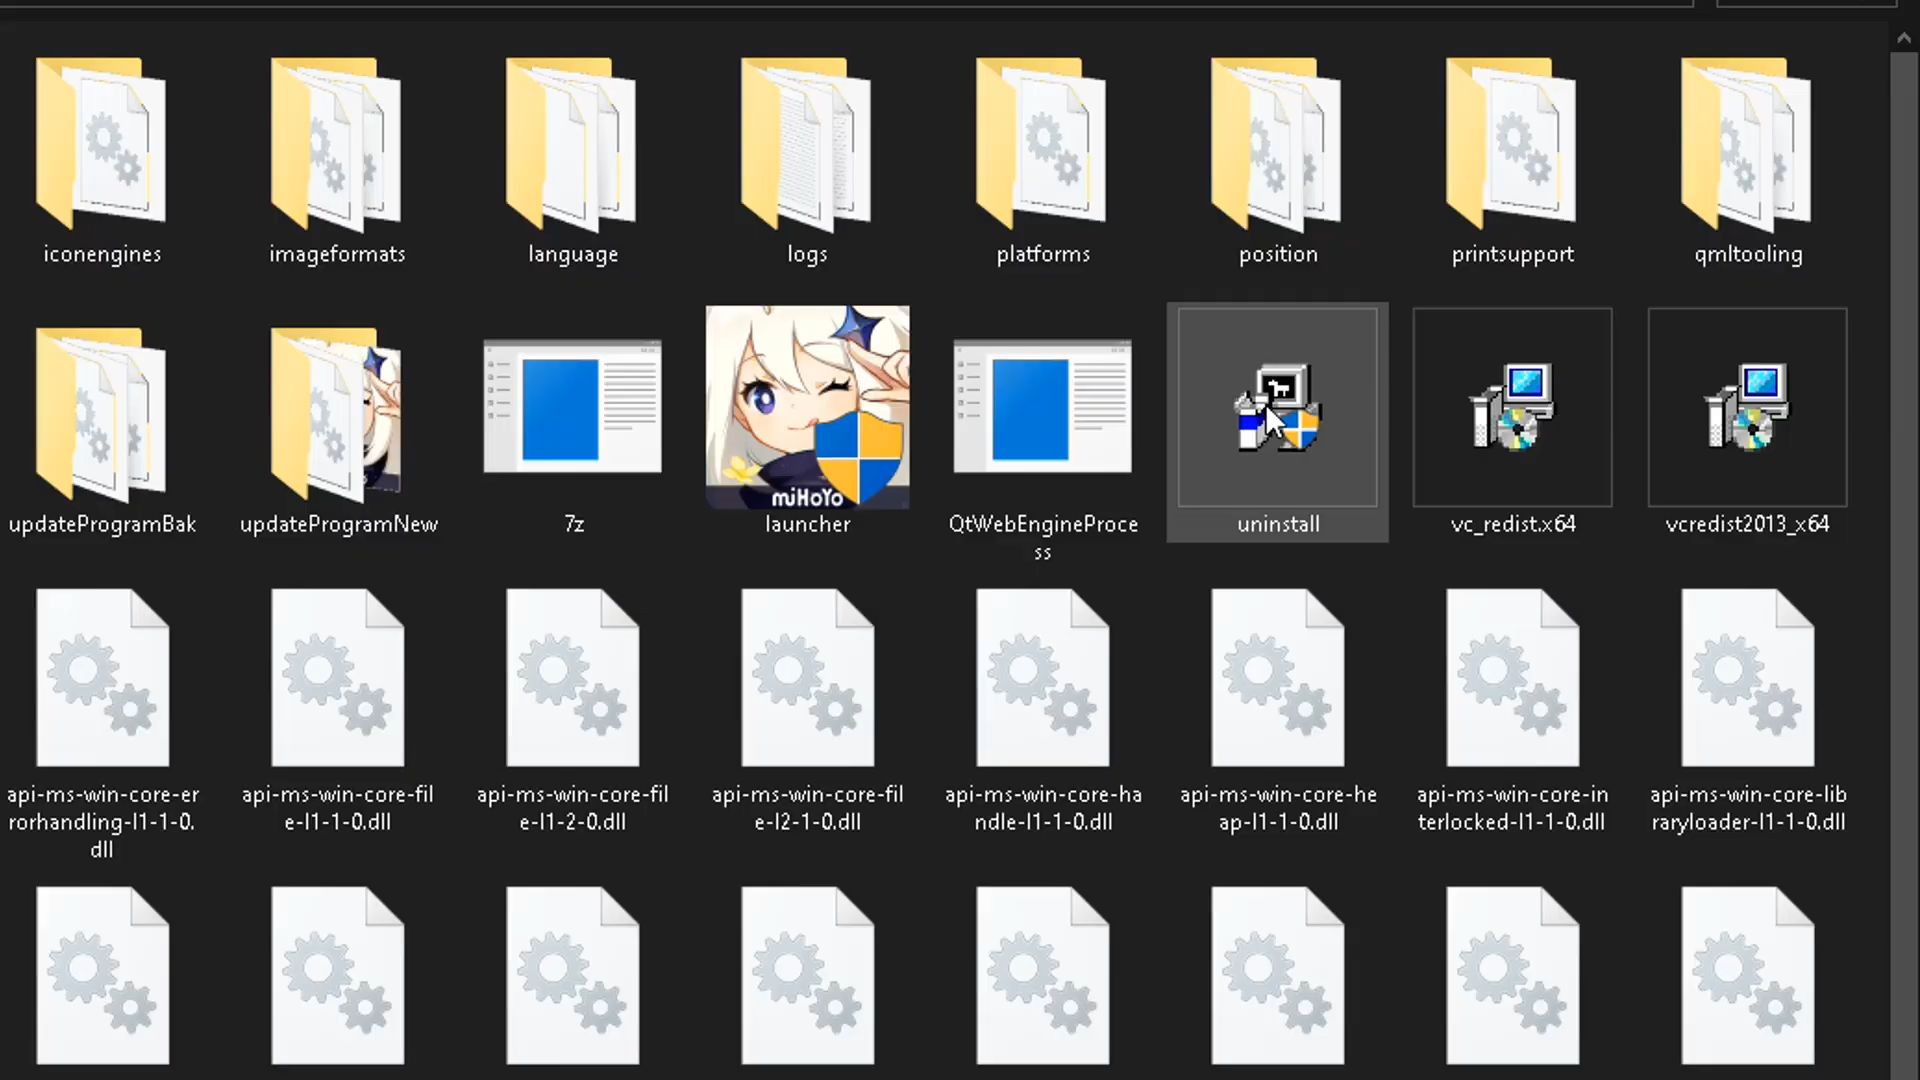 iconengines
imageformats
language
logs
platforms
position
printsupport
qmltooling
miHoYo
updateProgramBak
updateProgramNew
7z
launcher
QtWebEngineProce
ss
uninstall
vc_redist.x64
vcredist2013_x64
api-ms-win-core-er
rorhandling-l1-1-0.
dll
api-ms-win-core-fil
e-l1-1-0.dll
api-ms-win-core-fil
e-l1-2-0.dll
api-ms-win-core-fil
e-l2-1-0.dll
api-ms-win-core-ha
ndle-l1-1-0.dll
api-ms-win-core-he
ap-l1-1-0.dll
api-ms-win-core-in
terlocked-l1-1-0.dll
api-ms-win-core-lib
raryloader-l1-1-0.dll